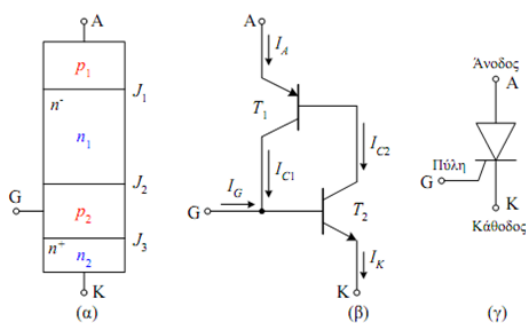 A
p1
n-
J1
n1
J2
G
p2
J3
n+
n2
K
(α)
A
IA
T1
IC2
IG
IC1
G
T2
IK
K
(β)
Άνοδος
A
Πύλη
G
K
Κάθοδος
(γ)